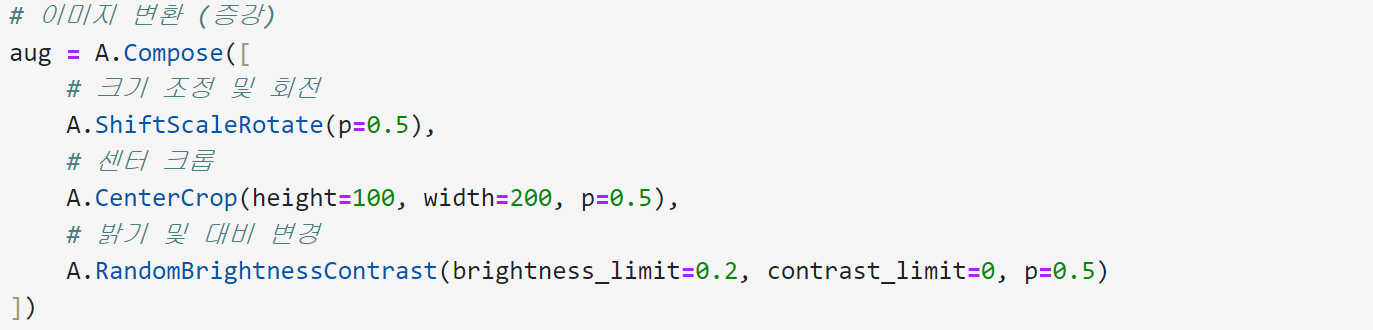 # 이미지 변환 (증강)
aug = A.Compose([
    # 크기 조정 및 회전
    A.ShiftScaleRotate(p=0.5),
    # 센터 크롭
    A.CenterCrop(height=100, width=200, p=0.5),
    # 밝기 및 대비 변경
    A.RandomBrightnessContrast(brightness_limit=0.2, contrast_limit=0, p=0.5)
])